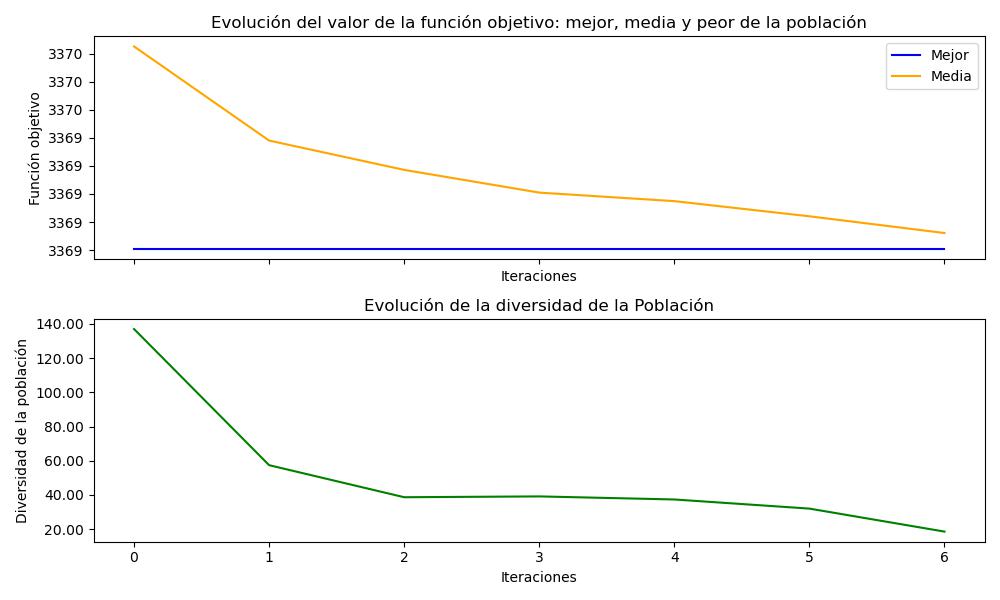 Evolución del valor de la función objetivo: mejor, media y peor de la población
Función objetivo
3370
3370
3370
3369
3369
3369
3369
3369
Mejor
Media
Iteraciones
Evolución de la diversidad de la Población
Diversidad de la población
140.00
120.00
100.00
80.00
60.00
40.00
20.00
0 1 2 3 4 5 6
Iteraciones